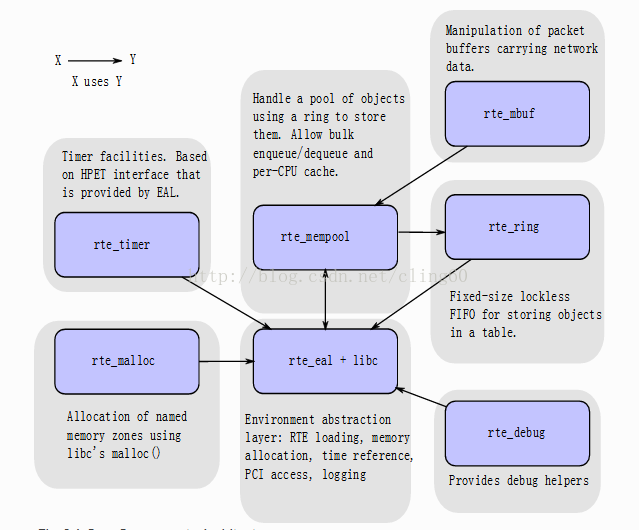 X
Y
X uses Y
Manipulation of packet
buffers carrying network
data.
rte_mbuf
Handle a pool of objects
using a ring to store
them. Allow bulk
enqueue/dequeue and
per-CPU cache.
rte_mempool
Timer facilities. Based
on HPET interface that
is provided by EAL.
rte_timer
rte_ring
Fixed-size lockless
FIFO for storing objects
in a table.
http://blog.csdn.net/cling60
rte_malloc
Allocation of named
memory zones using
libc's malloc()
rte_eal + libc
Environment abstraction
layer: RTE loading, memory
allocation, time reference,
PCI access, logging
rte_debug
Provides debug helpers